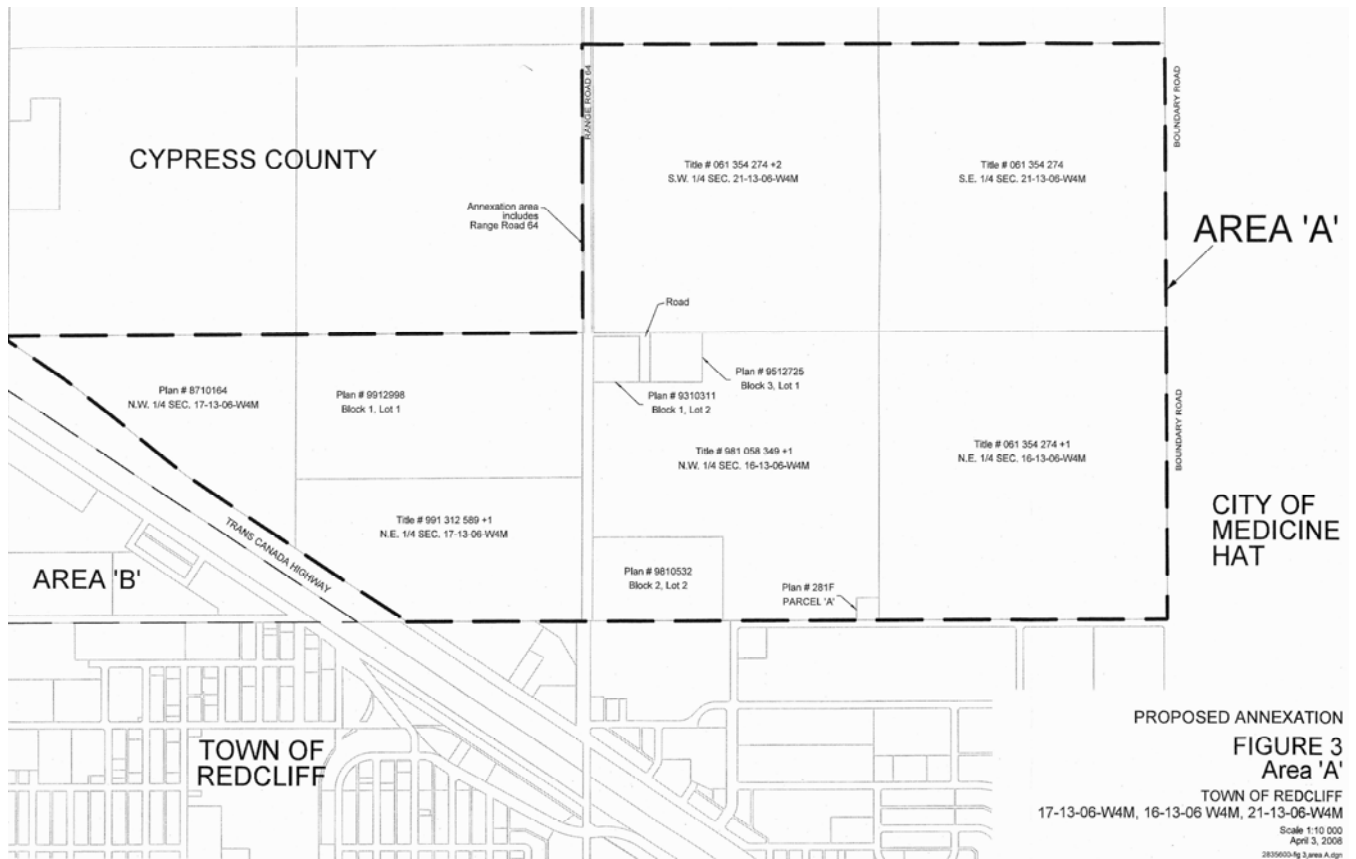 CYPRESS COUNTY
RANGE ROAD 64
BOUNDARY ROAD
Title # 061 354 274 +2
S.W. 1/4 SEC. 21-13-06-W4M
Title # 061 354 274
S.E. 1/4 SEC. 21-13-06-W4M
Annexation area
includes
Range Road 64
AREA 'A'
Road
Plan # 8710164
N.W. 1/4 SEC. 17-13-06-W4M
Plan # 9912998
Block 1, Lot 1
Plan # 9512725
Block 3, Lot 1
Plan # 9310311
Block 1, Lot 2
BOUNDARY ROAD
Title # 981 058 349 +1
N.W. 1/4 SEC. 16-13-06-W4M
Title # 061 354 274 +1
N.E. 1/4 SEC. 16-13-06-W4M
Title # 991 312 589 +1
N.E. 1/4 SEC. 17-13-06-W4M
TRANS CANADA HIGHWAY
CITY OF
MEDICINE
HAT
AREA 'B'
Plan # 9810532
Block 2, Lot 2
Plan # 281F
PARCEL 'A'
TOWN OF
REDCLIFF
PROPOSED ANNEXATION
FIGURE 3
Area 'A'
TOWN OF REDCLIFF
17-13-06-W4M, 16-13-06 W4M, 21-13-06-W4M
Scale 1:10 000
April 3, 2008
2835600-fig 3_area A.dgn